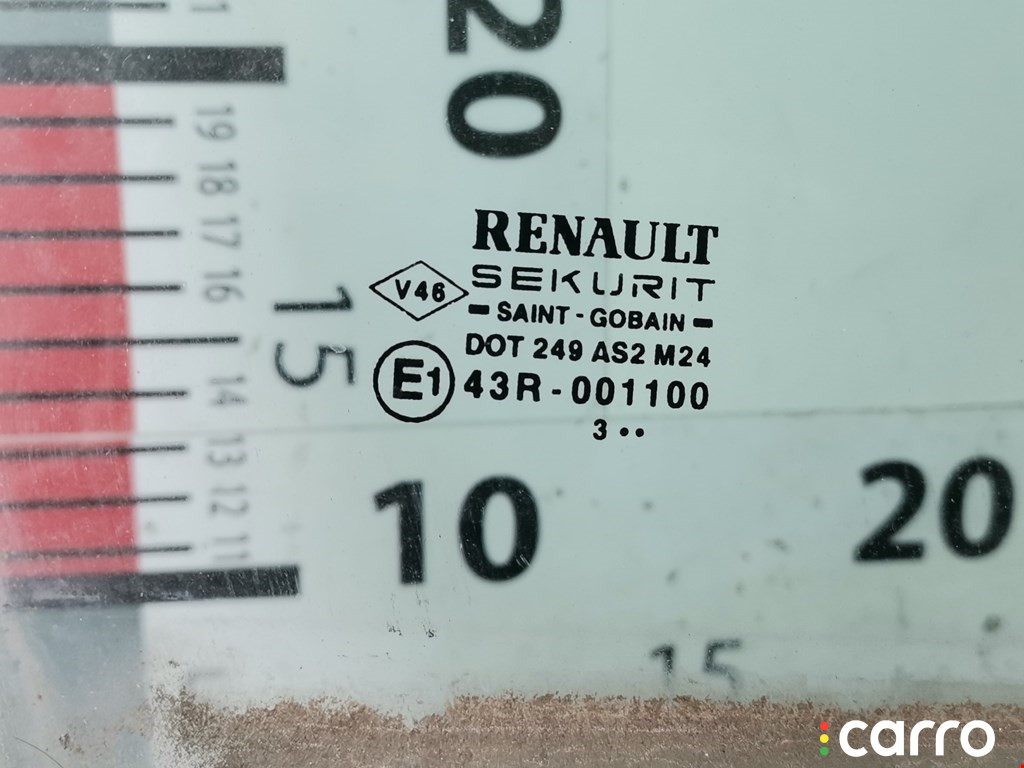 20
19
18
17
16
15
14
13
12
11
RENAULT
SEKURIT
V46
SAINT - GOBAIN
DOT 249 AS2 M24
E1 43R - 001100
3 ••
10
20
15
carro